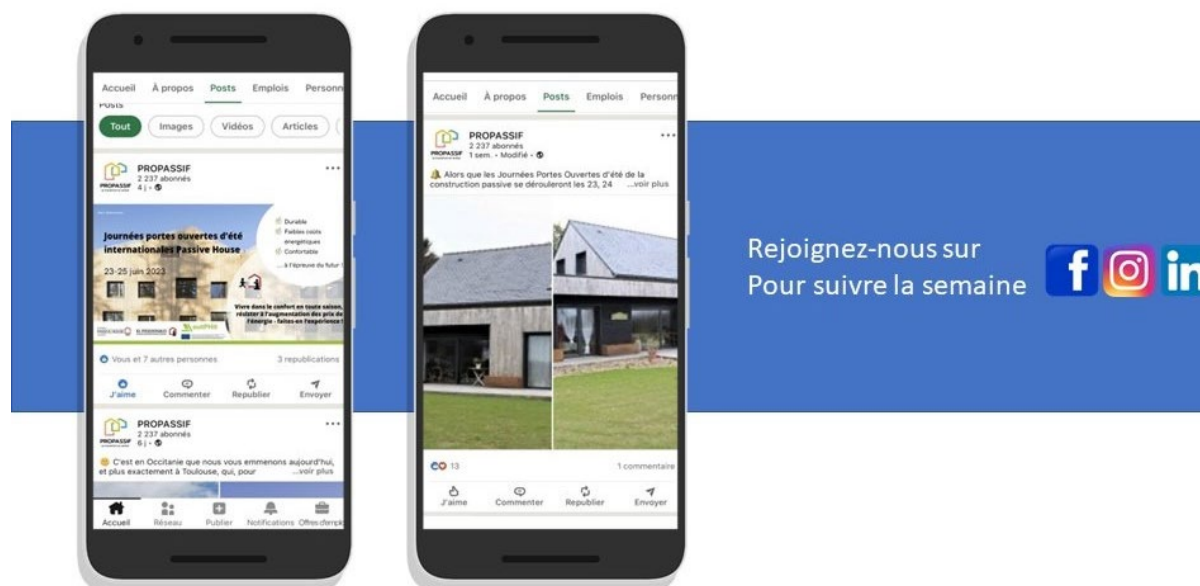 Accueil À propos Posts Emplois Personn
Posts
Tout Images Vidéos Articles
PROPASSIF
PROPASSIF
2 237 abonnés
4 j •
Journées portes ouvertes d'été
internationales Passive House
23-25 juin 2023
Durable
Faibles coûts
énergétiques
Confortable
... à l'épreuve du futur !
Vivre dans le confort en toute saison,
résister à l'augmentation des prix de
l'énergie - faites-en l'expérience !
Vous et 7 autres personnes 3 republications
J'aime Commenter Republier Envoyer
PROPASSIF
PROPASSIF
2 237 abonnés
6 j •
C'est en Occitanie que nous vous emmenons aujourd'hui,
et plus exactement à Toulouse, qui, pour ...voir plus
Accueil Réseau Publier Notifications Offres d'emploi
Accueil À propos Posts Emplois Personn
PROPASSIF
PROPASSIF
2 237 abonnés
1 sem. • Modifié •
Alors que les Journées Portes Ouvertes d'été de la
construction passive se dérouleront les 23, 24 ...voir plus
13 1 commentaire
J'aime Commenter Republier Envoyer
Rejoignez-nous sur
Pour suivre la semaine
f in